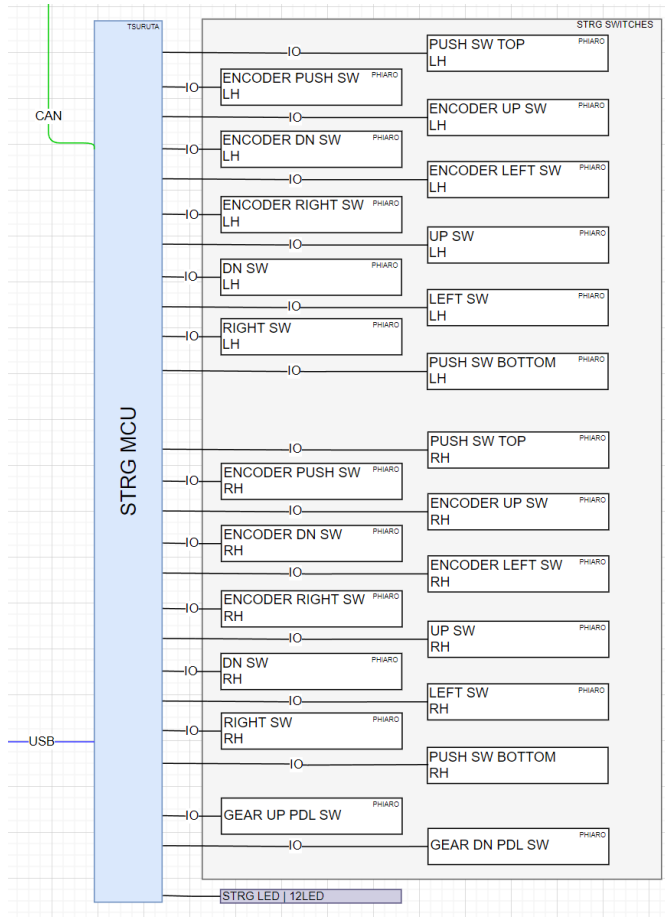 TSURUTA
STRG SWITCHES
PUSH SW TOP
LH
PHIARO
IO
ENCODER PUSH SW
LH
PHIARO
IO
ENCODER UP SW
LH
PHIARO
IO
CAN
ENCODER DN SW
LH
PHIARO
IO
ENCODER LEFT SW
LH
PHIARO
IO
ENCODER RIGHT SW
LH
PHIARO
IO
UP SW
LH
PHIARO
IO
DN SW
LH
PHIARO
IO
LEFT SW
LH
PHIARO
IO
RIGHT SW
LH
PHIARO
IO
PUSH SW BOTTOM
LH
PHIARO
IO
STRG MCU
PUSH SW TOP
RH
PHIARO
IO
ENCODER PUSH SW
RH
PHIARO
IO
ENCODER UP SW
RH
PHIARO
IO
ENCODER DN SW
RH
PHIARO
IO
ENCODER LEFT SW
RH
PHIARO
IO
ENCODER RIGHT SW
RH
PHIARO
IO
UP SW
RH
PHIARO
IO
DN SW
RH
PHIARO
IO
LEFT SW
RH
PHIARO
IO
RIGHT SW
RH
PHIARO
IO
USB
PUSH SW BOTTOM
RH
PHIARO
IO
GEAR UP PDL SW
PHIARO
IO
GEAR DN PDL SW
PHIARO
IO
STRG LED | 12LED